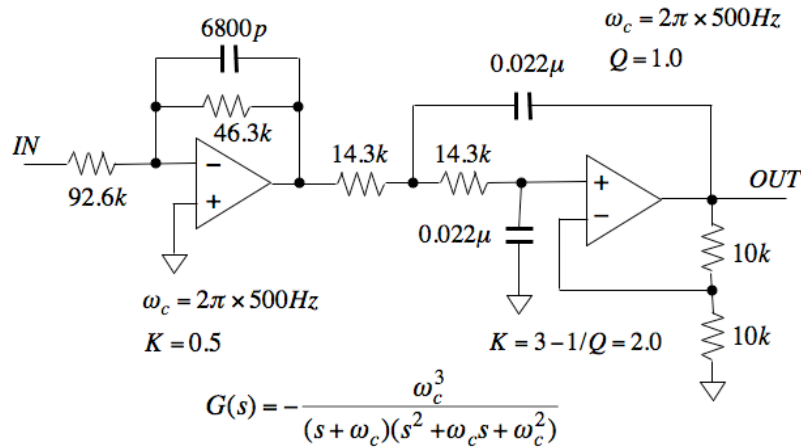 6800p
ω_c = 2π × 500Hz
Q = 1.0
0.022μ
46.3k
IN
92.6k
−
+
14.3k
14.3k
+
−
OUT
0.022μ
10k
10k
ω_c = 2π × 500Hz
K = 0.5
K = 3 − 1/Q = 2.0
G(s) = − ω_c^3 / ((s + ω_c)(s^2 + ω_c s + ω_c^2))